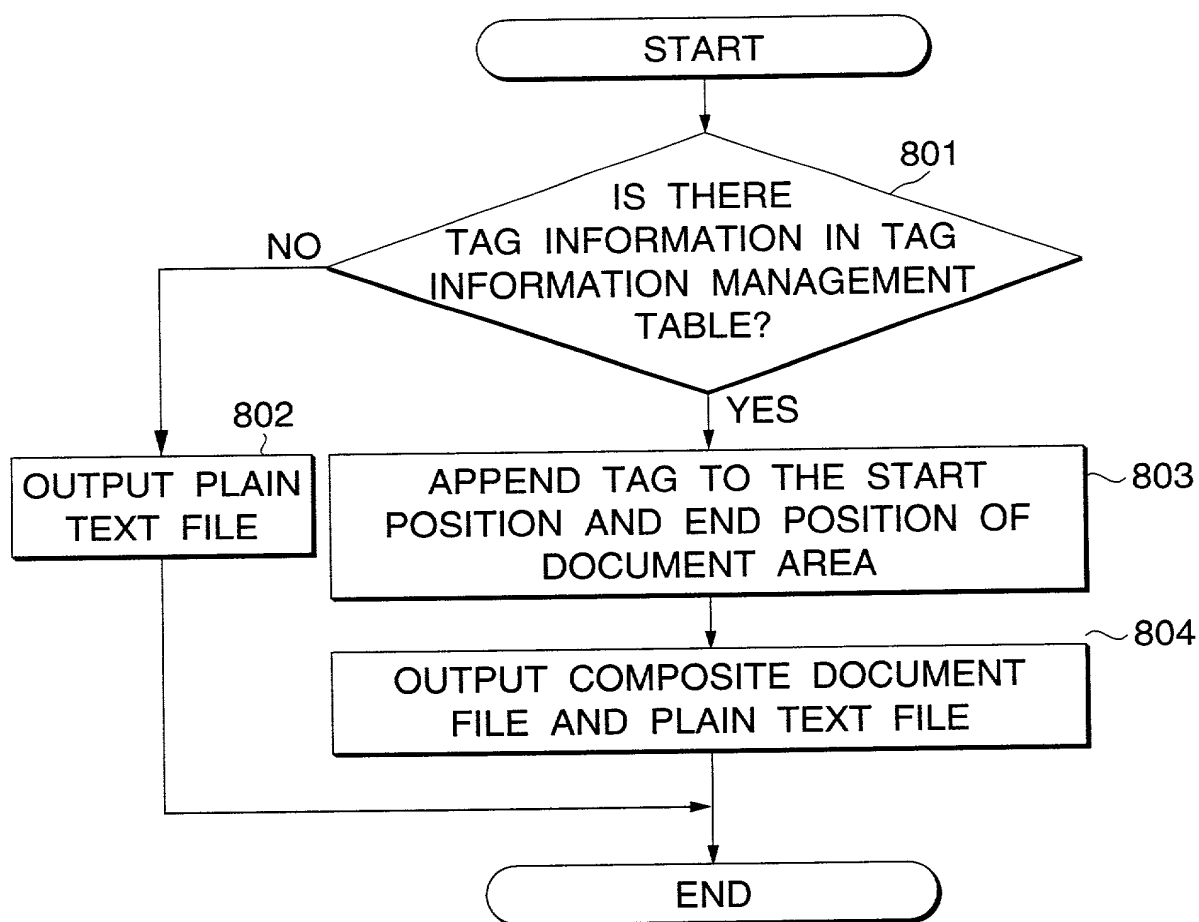 START
801
IS THERE
TAG INFORMATION IN TAG
INFORMATION MANAGEMENT
TABLE?
NO
YES
802
OUTPUT PLAIN
TEXT FILE
APPEND TAG TO THE START
POSITION AND END POSITION OF
DOCUMENT AREA
803
804
OUTPUT COMPOSITE DOCUMENT
FILE AND PLAIN TEXT FILE
END